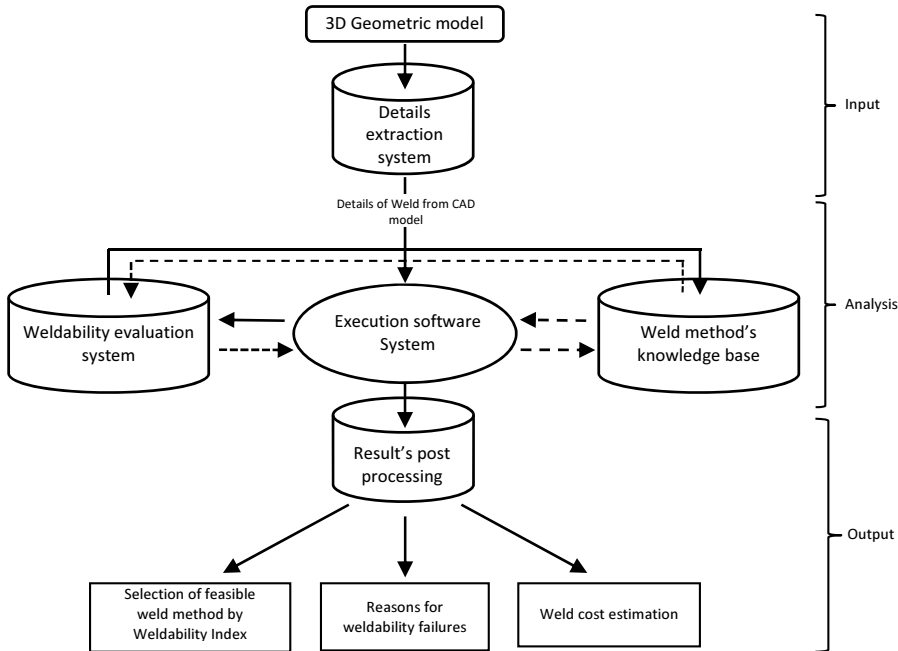 3D Geometric model
Details
extraction
system
Input
Details of Weld from CAD
model
Weldability evaluation
system
Execution software
System
Weld method's
knowledge base
Analysis
Result's post
processing
Output
Selection of feasible
weld method by
Weldability Index
Reasons for
weldability failures
Weld cost estimation